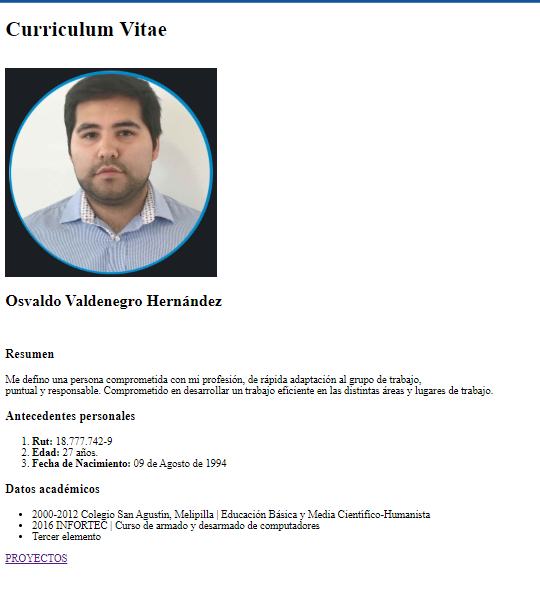 Curriculum Vitae
Osvaldo Valdenegro Hernández
Resumen
Me defino una persona comprometida con mi profesión, de rápida adaptación al grupo de trabajo,
puntual y responsable. Comprometido en desarrollar un trabajo eficiente en las distintas áreas y lugares de trabajo.
Antecedentes personales
1. Rut: 18.777.742-9
2. Edad: 27 años.
3. Fecha de Nacimiento: 09 de Agosto de 1994
Datos académicos
• 2000-2012 Colegio San Agustin, Melipilla | Educación Básica y Media Cientifico-Humanista
• 2016 INFORTEC | Curso de armado y desarmado de computadores
• Tercer elemento
PROYECTOS